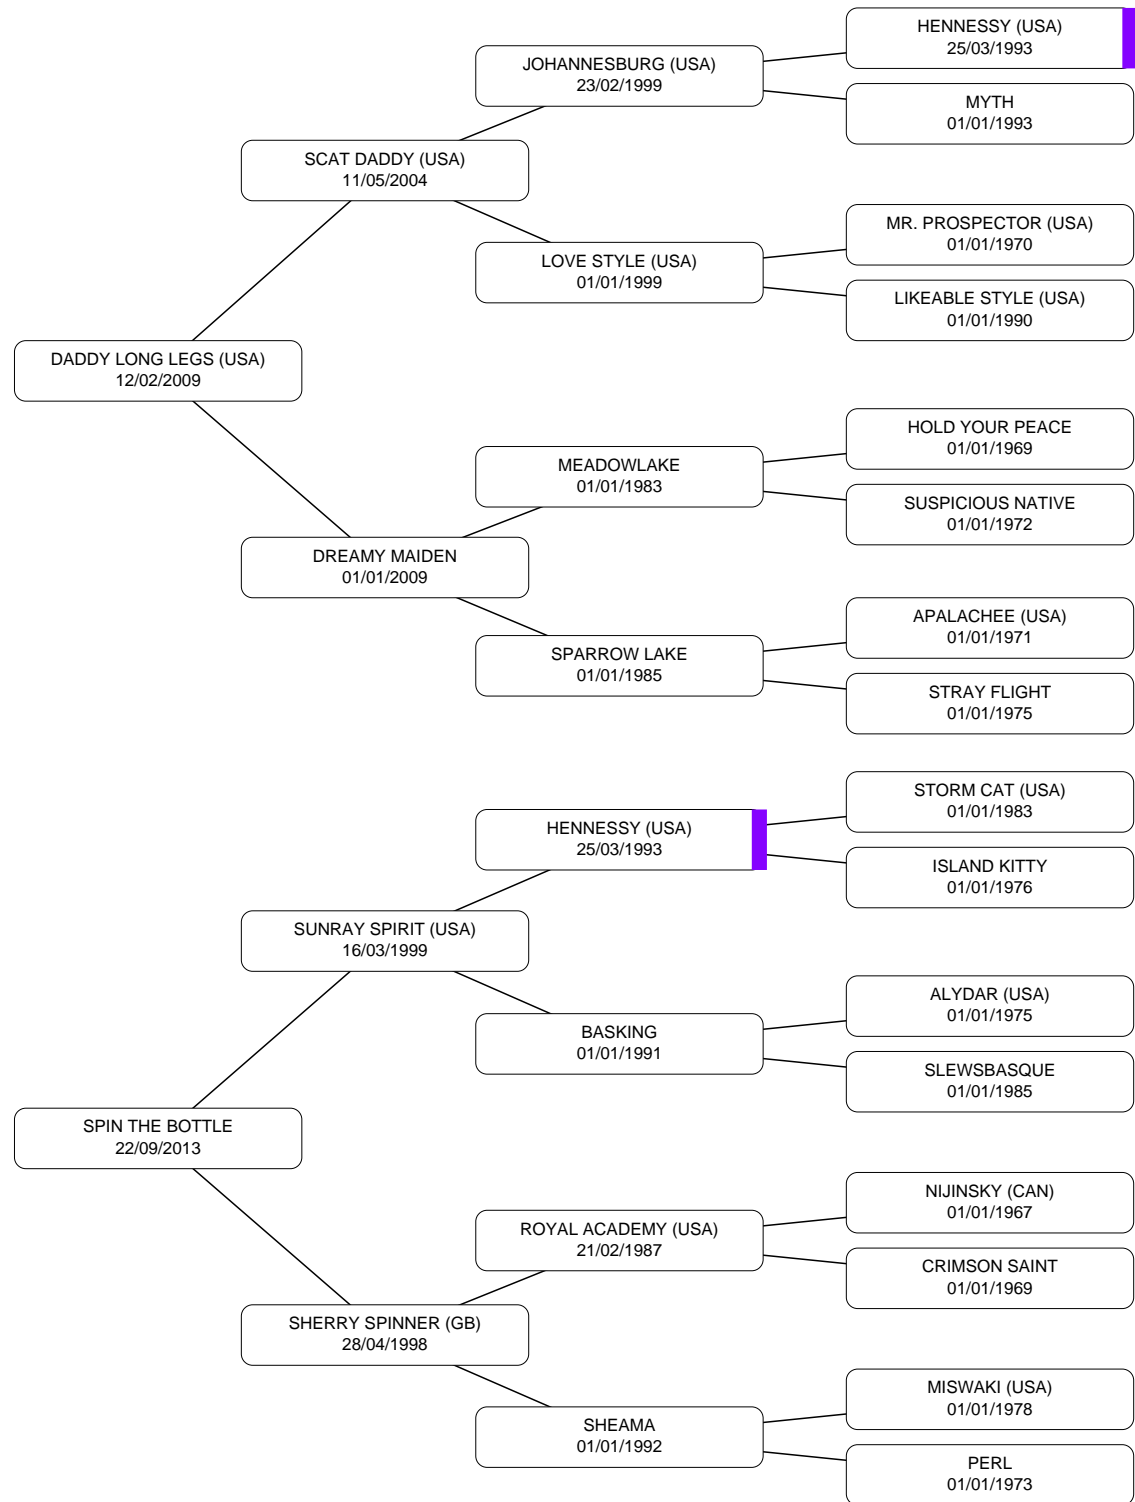 HENNESSY (USA)
25/03/1993
JOHANNESBURG (USA)
23/02/1999
MYTH
01/01/1993
SCAT DADDY (USA)
11/05/2004
MR. PROSPECTOR (USA)
01/01/1970
LOVE STYLE (USA)
01/01/1999
LIKEABLE STYLE (USA)
01/01/1990
DADDY LONG LEGS (USA)
12/02/2009
HOLD YOUR PEACE
01/01/1969
MEADOWLAKE
01/01/1983
SUSPICIOUS NATIVE
01/01/1972
DREAMY MAIDEN
01/01/2009
APALACHEE (USA)
01/01/1971
SPARROW LAKE
01/01/1985
STRAY FLIGHT
01/01/1975
STORM CAT (USA)
01/01/1983
HENNESSY (USA)
25/03/1993
ISLAND KITTY
01/01/1976
SUNRAY SPIRIT (USA)
16/03/1999
ALYDAR (USA)
01/01/1975
BASKING
01/01/1991
SLEWSBASQUE
01/01/1985
SPIN THE BOTTLE
22/09/2013
NIJINSKY (CAN)
01/01/1967
ROYAL ACADEMY (USA)
21/02/1987
CRIMSON SAINT
01/01/1969
SHERRY SPINNER (GB)
28/04/1998
MISWAKI (USA)
01/01/1978
SHEAMA
01/01/1992
PERL
01/01/1973